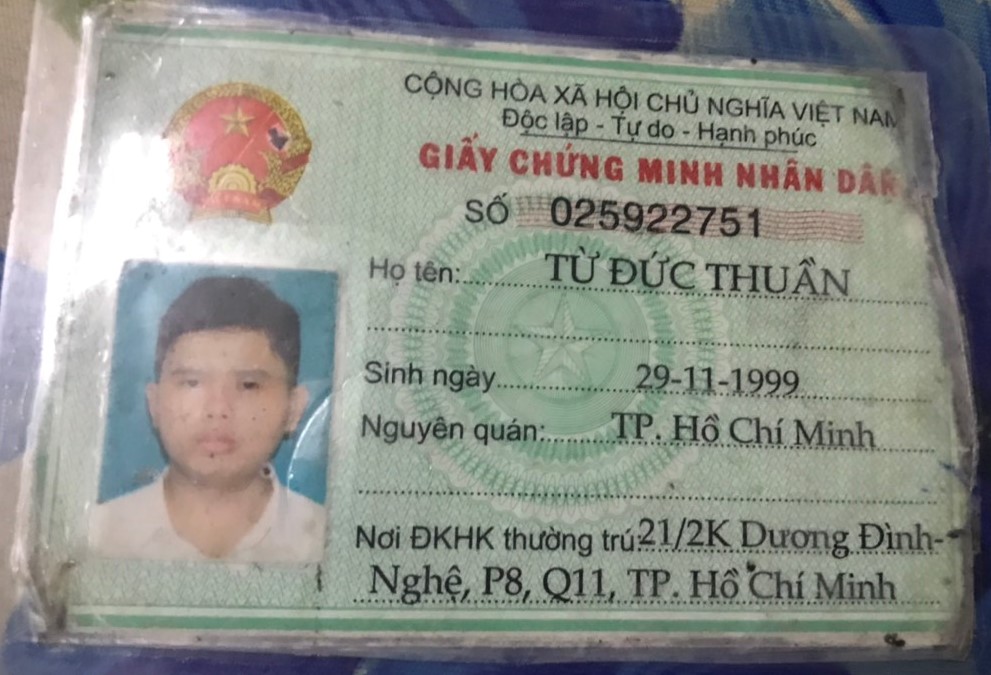 CỘNG HÒA XÃ HỘI CHỦ NGHĨA VIỆT NAM
Độc lập - Tự do - Hạnh phúc
GIẤY CHỨNG MINH NHÂN DÂN
SỐ 025922751
Họ tên: TỪ ĐỨC THUẦN
Sinh ngày 29-11-1999
Nguyên quán: TP. Hồ Chí Minh
Nơi ĐKHK thường trú: 21/2K Dương Đình-
Nghệ, P8, Q11, TP. Hồ Chí Minh